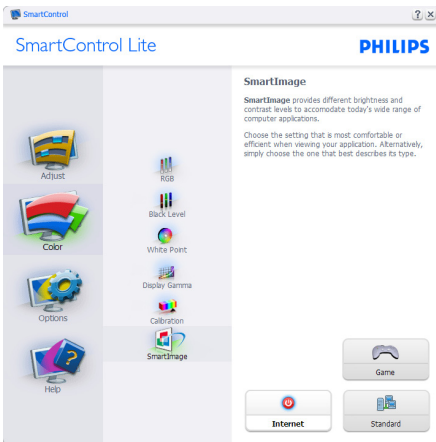 SmartControl
SmartControl Lite
PHILIPS
Adjust
Color
Options
Help
RGB
Black Level
White Point
Display Gamma
Calibration
SmartImage
SmartImage
SmartImage provides different brightness and
contrast levels to accomodate today's wide range of
computer applications.
Choose the setting that is most comfortable or
efficient when viewing your application. Alternatively,
simply choose the one that best describes its type.
Game
Internet
Standard